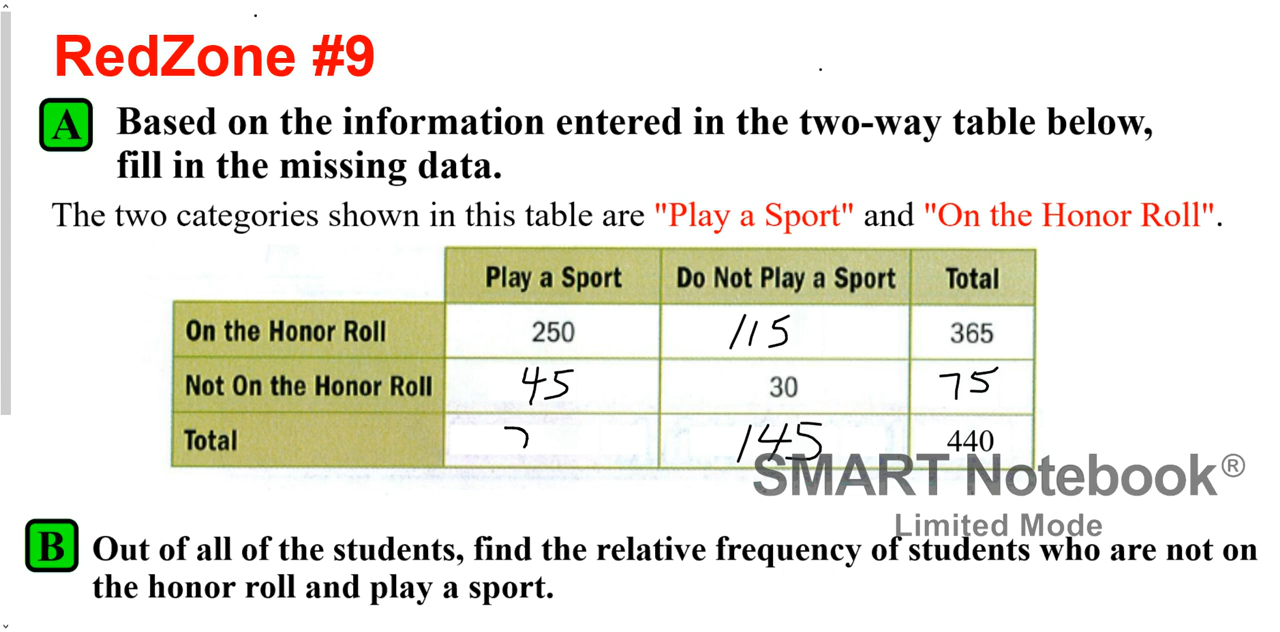 RedZone #9
A Based on the information entered in the two-way table below,
fill in the missing data.
The two categories shown in this table are "Play a Sport" and "On the Honor Roll".
Play a Sport Do Not Play a Sport Total
On the Honor Roll 250 115 365
Not On the Honor Roll 45 30 75
Total 145 440
SMART Notebook®
Limited Mode
B Out of all of the students, find the relative frequency of students who are not on
the honor roll and play a sport.